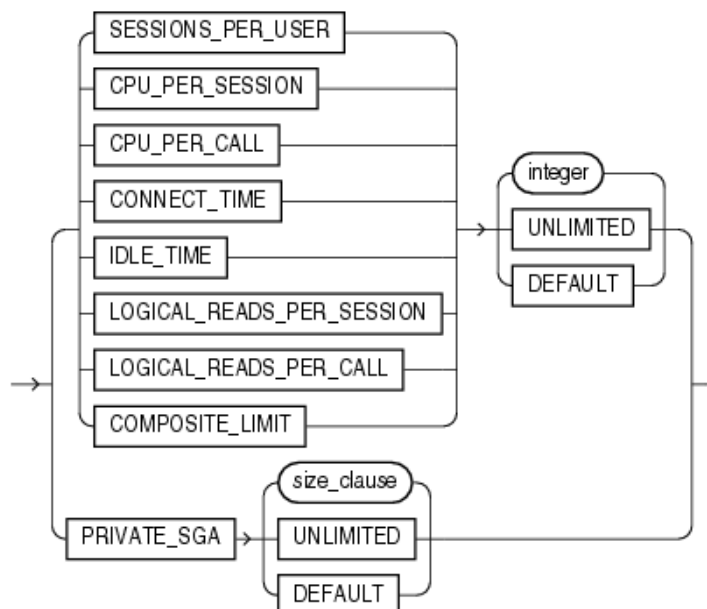 SESSIONS_PER_USER
CPU_PER_SESSION
CPU_PER_CALL
CONNECT_TIME
IDLE_TIME
LOGICAL_READS_PER_SESSION
LOGICAL_READS_PER_CALL
COMPOSITE_LIMIT
integer
UNLIMITED
DEFAULT
PRIVATE_SGA
size_clause
UNLIMITED
DEFAULT